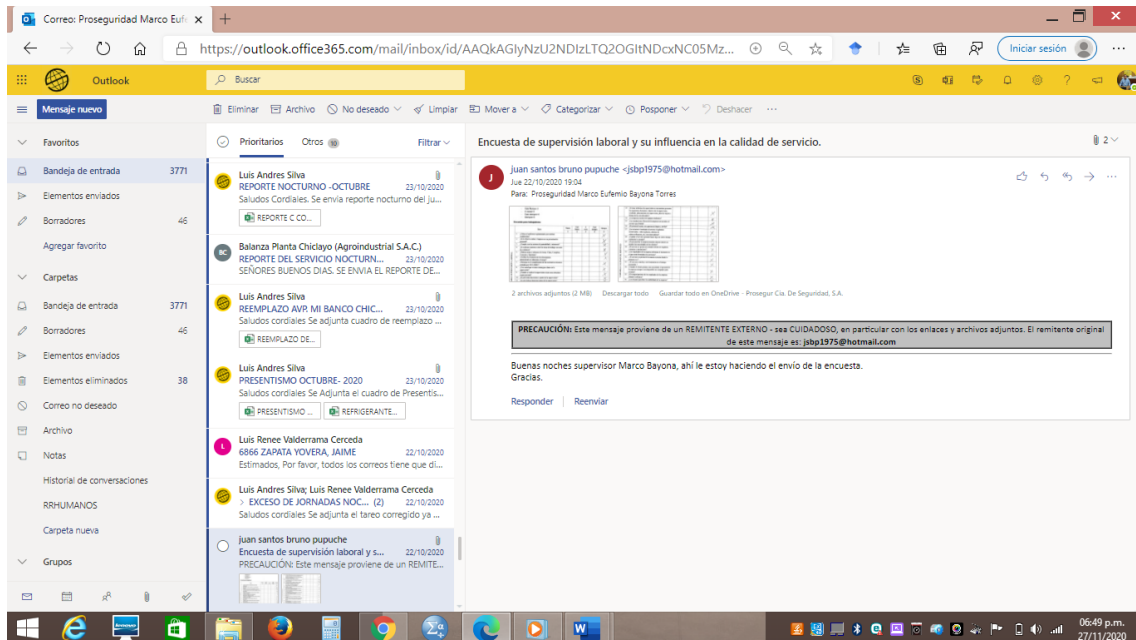 Correo: Proseguridad Marco Eufe
https://outlook.office365.com/mail/inbox/id/AAQkAGIyNzU2NDIzLTQ2OGItNDcxNC05Mz...
Iniciar sesión
Outlook
Buscar
Mensaje nuevo
Eliminar Archivo No deseado Limpiar Mover a Categorizar Posponer Deshacer ...
Favoritos
Bandeja de entrada 3771
Elementos enviados
Borradores 46
Agregar favorito
Carpetas
Bandeja de entrada 3771
Borradores 46
Elementos enviados
Elementos eliminados 38
Correo no deseado
Archivo
Notas
Historial de conversaciones
RRHUMANOS
Carpeta nueva
Grupos
Prioritarios Otros 10 Filtrar
Luis Andres Silva
REPORTE NOCTURNO -OCTUBRE 23/10/2020
Saludos Cordiales. Se envia reporte nocturno del ju...
REPORTE C CO...
BC
Balanza Planta Chiclayo (Agroindustrial S.A.C.)
REPORTE DEL SERVICIO NOCTURN... 23/10/2020
SEÑORES BUENOS DIAS. SE ENVIA EL REPORTE DE...
Luis Andres Silva
REEMPLAZO AVP. MI BANCO CHIC... 23/10/2020
Saludos cordiales Se adjunta cuadro de reemplazo ...
REEMPLAZO DE...
Luis Andres Silva
PRESENTISMO OCTUBRE- 2020 23/10/2020
Saludos cordiales Se Adjunta el cuadro de Presentis...
PRESENTISMO ... REFRIGERANTE...
L
Luis Renee Valderrama Cerceda
6866 ZAPATA YOVERA, JAIME 22/10/2020
Estimados, Por favor, todos los correos tiene que di...
Luis Andres Silva; Luis Renee Valderrama Cerceda
> EXCESO DE JORNADAS NOC... (2) 22/10/2020
Saludos cordiales Se adjunta el tareo corregido ya ...
juan santos bruno pupuche
Encuesta de supervisión laboral y s... 22/10/2020
PRECAUCIÓN: Este mensaje proviene de un REMITE...
Encuesta de supervisión laboral y su influencia en la calidad de servicio. 2
J
juan santos bruno pupuche <jsbp1975@hotmail.com>
Jue 22/10/2020 19:04
Para: Proseguridad Marco Eufemio Bayona Torres
2 archivos adjuntos (2 MB) Descargar todo Guardar todo en OneDrive - Prosegur Cia. De Seguridad, S.A.
PRECAUCIÓN: Este mensaje proviene de un REMITENTE EXTERNO - sea CUIDADOSO, en particular con los enlaces y archivos adjuntos. El remitente original
de este mensaje es: jsbp1975@hotmail.com
Buenas noches supervisor Marco Bayona, ahí le estoy haciendo el envío de la encuesta.
Gracias.
Responder Reenviar
06:49 p.m.
27/11/2020